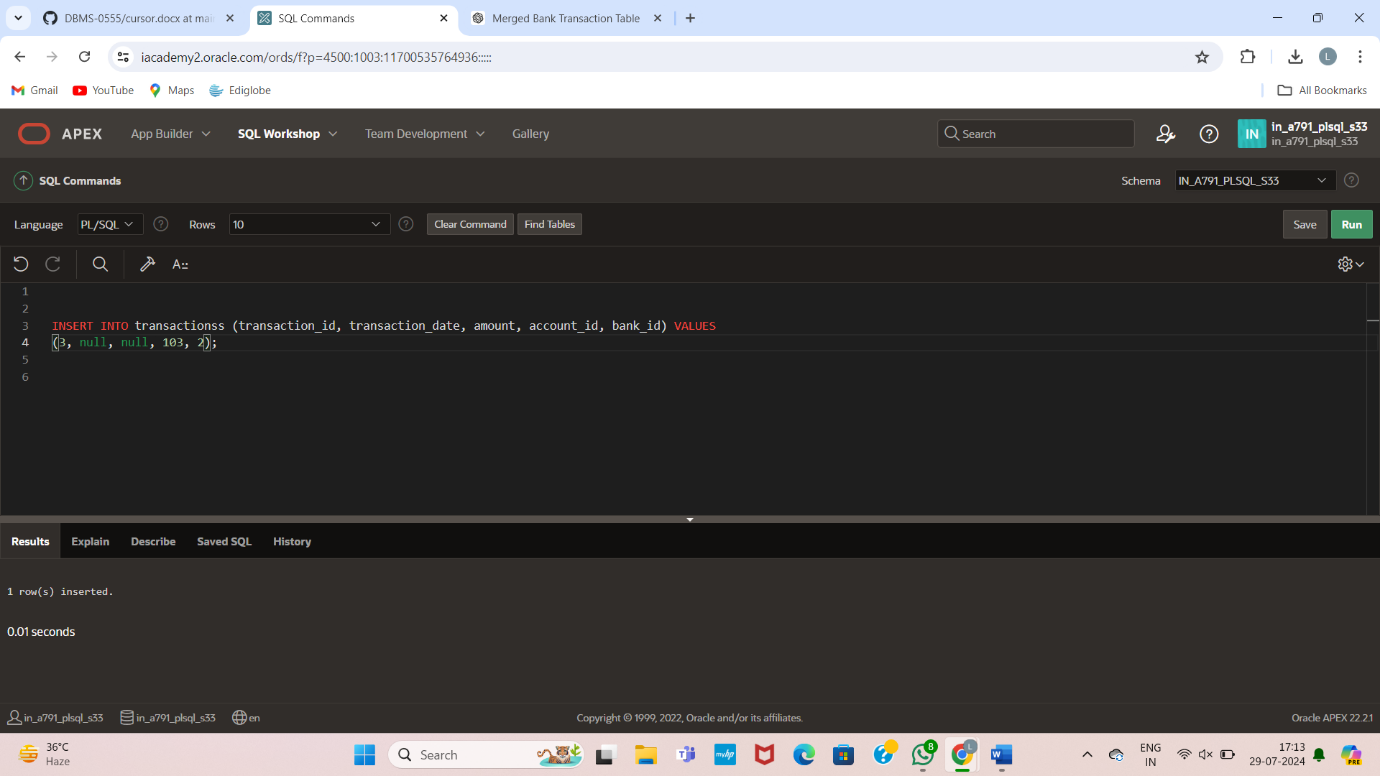 DBMS-0555/cursor.docx at mai
SQL Commands
Merged Bank Transaction Table
iacademy2.oracle.com/ords/f?p=4500:1003:11700535764936:::::
L
Gmail
YouTube
Maps
Ediglobe
All Bookmarks
APEX
App Builder
SQL Workshop
Team Development
Gallery
Search
IN
in_a791_plsql_s33
in_a791_plsql_s33
SQL Commands
Schema
IN_A791_PLSQL_S33
Language
PL/SQL
Rows
10
Clear Command
Find Tables
Save
Run
A::
1
2
3 INSERT INTO transactionss (transaction_id, transaction_date, amount, account_id, bank_id) VALUES
4 (3, null, null, 103, 2);
5
6
Results
Explain
Describe
Saved SQL
History
1 row(s) inserted.
0.01 seconds
in_a791_plsql_s33
in_a791_plsql_s33
en
Copyright © 1999, 2022, Oracle and/or its affiliates.
Oracle APEX 22.2.1
36°C
Haze
Search
myhp
8
L
ENG
IN
17:13
29-07-2024
PRE